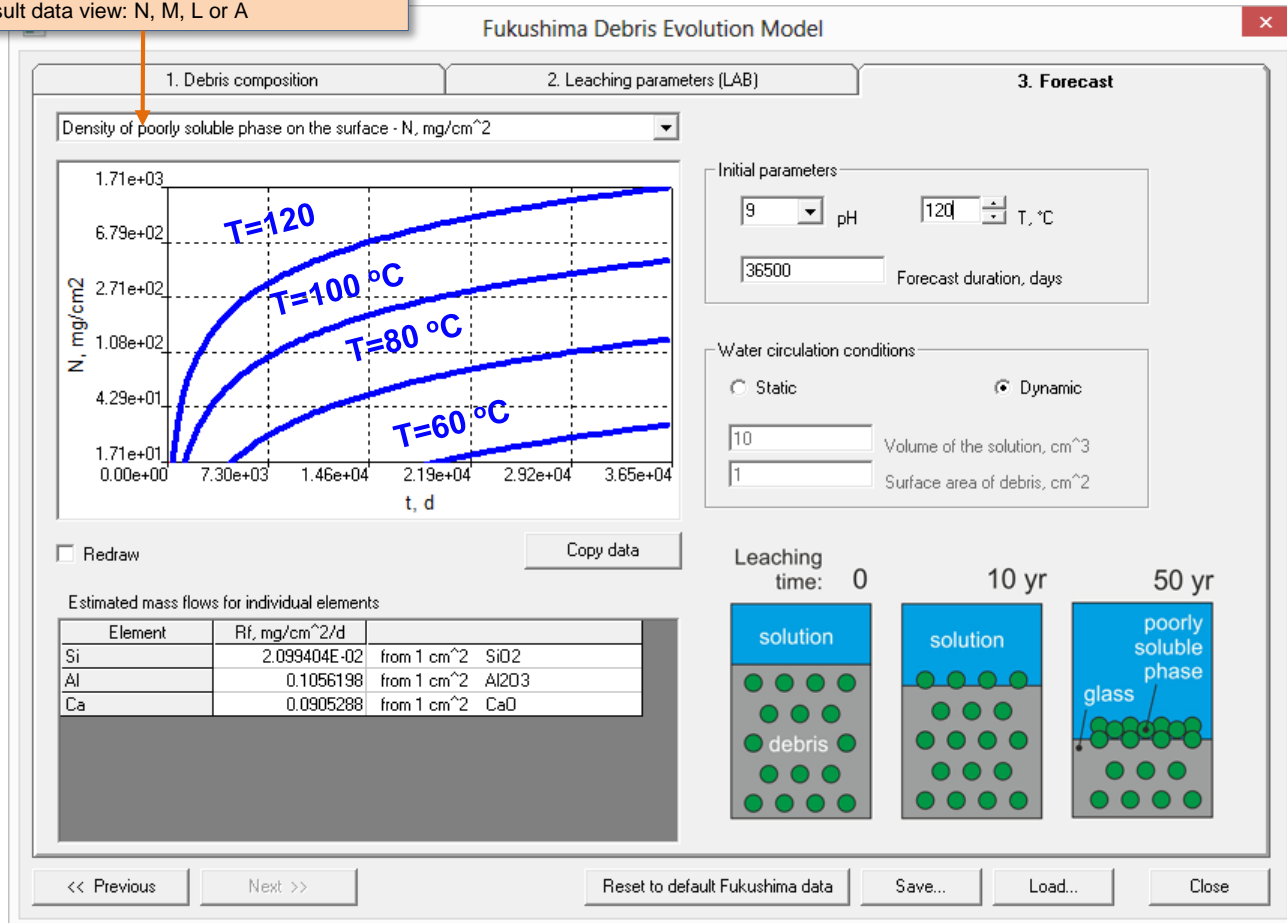 data view: N, M, L or A
Fukushima Debris Evolution Model
1. Debris composition
2. Leaching parameters (LAB)
3. Forecast
Density of poorly soluble phase on the surface - N, mg/cm^2
1.71e+03
6.79e+02
2.71e+02
1.08e+02
4.29e+01
1.71e+01
N, mg/cm2
T=120
T=100 °C
T=80 °C
T=60 °C
0.00e+00 7.30e+03 1.46e+04 2.19e+04 2.92e+04 3.65e+04
t, d
Initial parameters
9 pH 120 T, °C
36500 Forecast duration, days
Water circulation conditions
Static Dynamic
10 Volume of the solution, cm^3
1 Surface area of debris, cm^2
Redraw
Copy data
Estimated mass flows for individual elements
Element Rf, mg/cm^2/d
Si 2.099404E-02 from 1 cm^2 SiO2
Al 0.1056198 from 1 cm^2 Al2O3
Ca 0.0905288 from 1 cm^2 CaO
Leaching
time: 0 10 yr 50 yr
solution
debris
solution
poorly
soluble
phase
glass
<< Previous
Next >>
Reset to default Fukushima data
Save...
Load...
Close